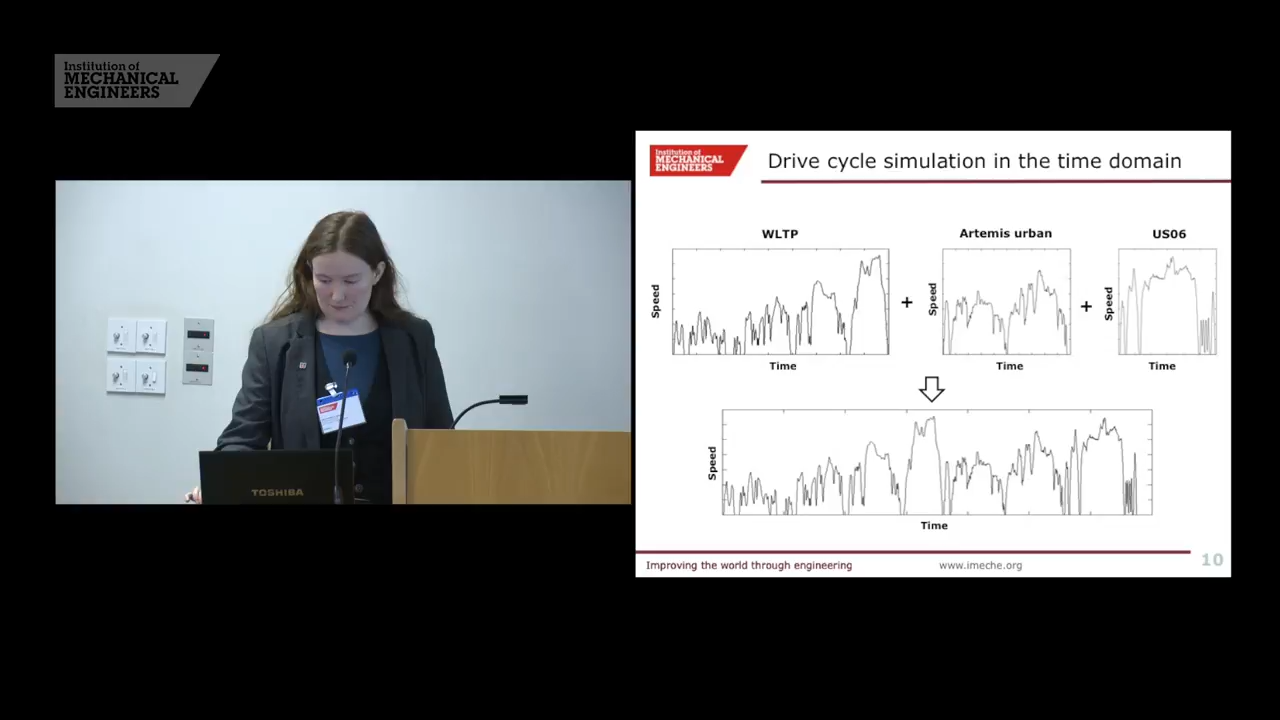 Institution of
MECHANICAL
ENGINEERS
TOSHIBA
Institution of
MECHANICAL
ENGINEERS
Drive cycle simulation in the time domain
WLTP
Artemis urban
US06
Speed
+
Speed
+
Speed
Time
Time
Time
Speed
Time
Improving the world through engineering
www.imeche.org
10